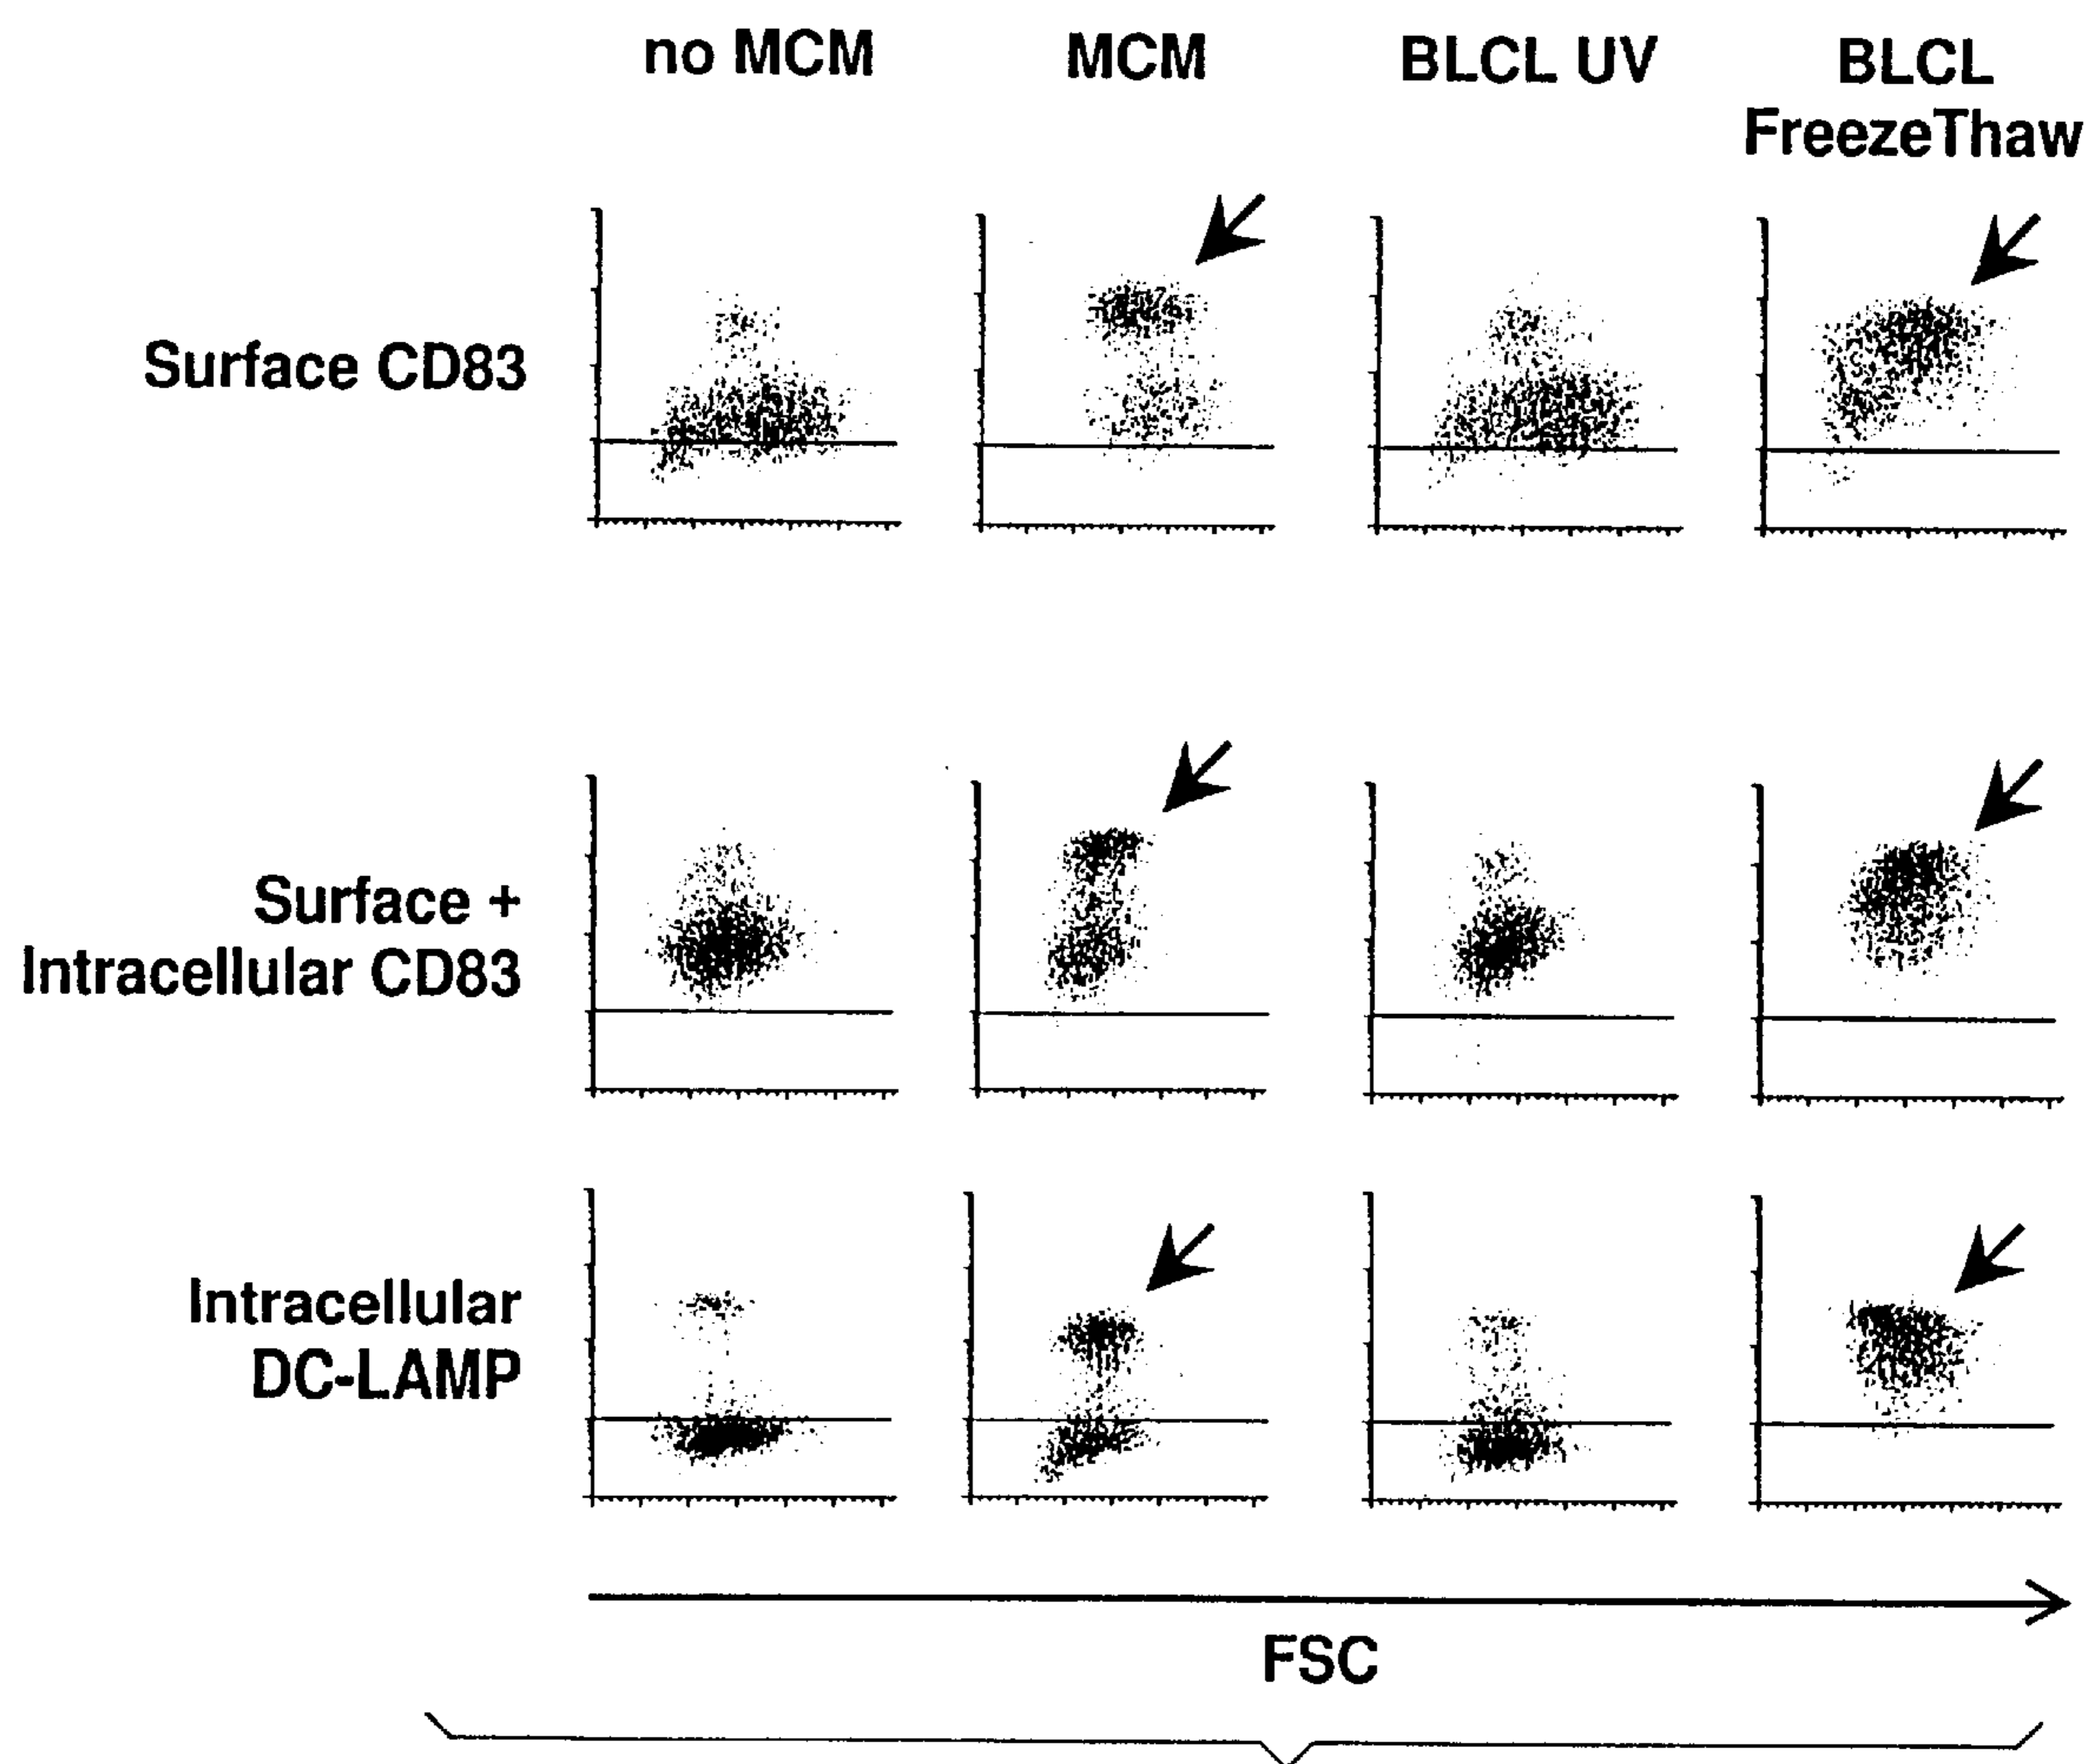 no MCM
MCM
BLCL UV
BLCL
FreezeThaw
Surface CD83
Surface +
Intracellular CD83
Intracellular
DC-LAMP
FSC